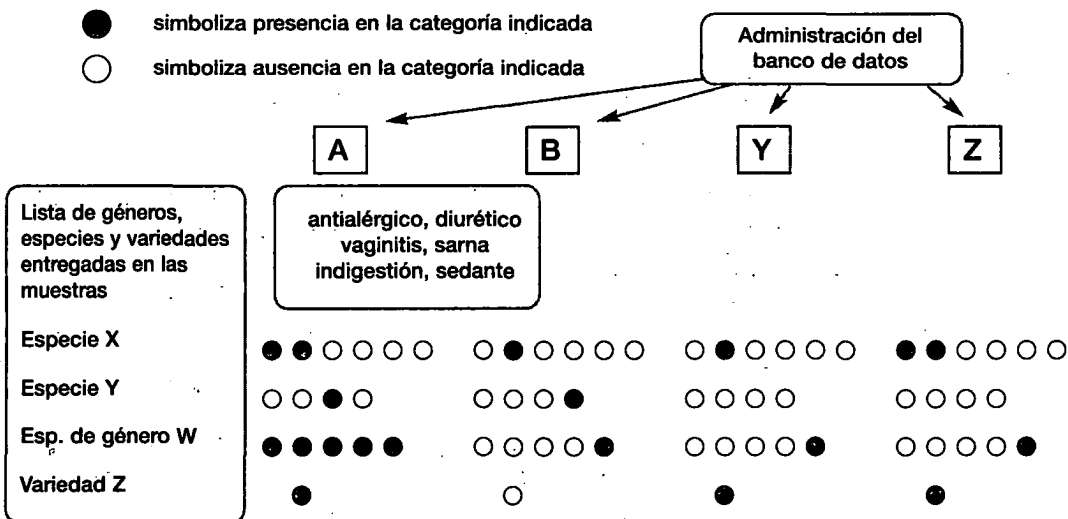 simboliza presencia en la categoría indicada
simboliza ausencia en la categoría indicada
Administración del
banco de datos
A
B
Y
Z
Lista de géneros,
especies y variedades
entregadas en las
muestras
antialérgico, diurético
vaginitis, sarna
indigestión, sedante
Especie X
Especie Y
Esp. de género W
Variedad Z